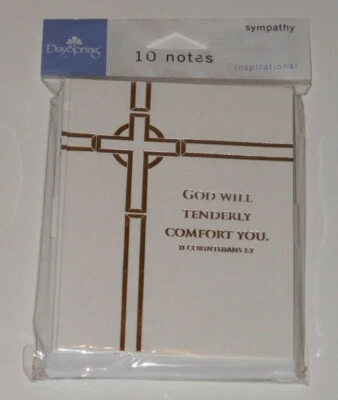 DaySpring
sympathy
10 notes
inspirational
GOD WILL
TENDERLY
COMFORT YOU.
II CORINTHIANS 1:7